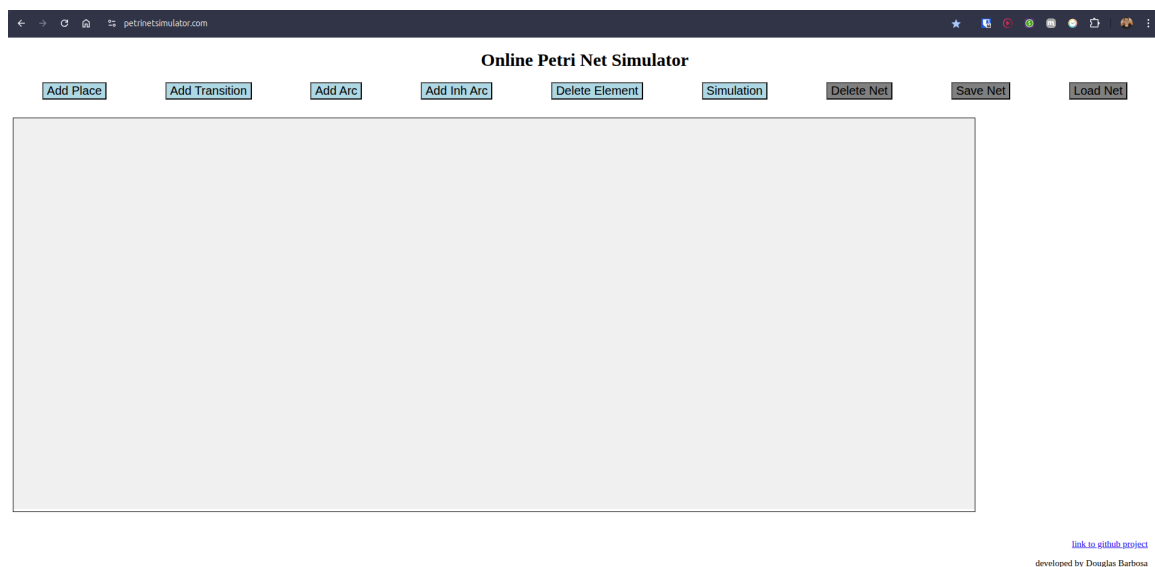 petrinetsimulator.com
Online Petri Net Simulator
Add Place Add Transition Add Arc Add Inh Arc Delete Element Simulation Delete Net Save Net Load Net
link to github project
developed by Douglas Barbosa